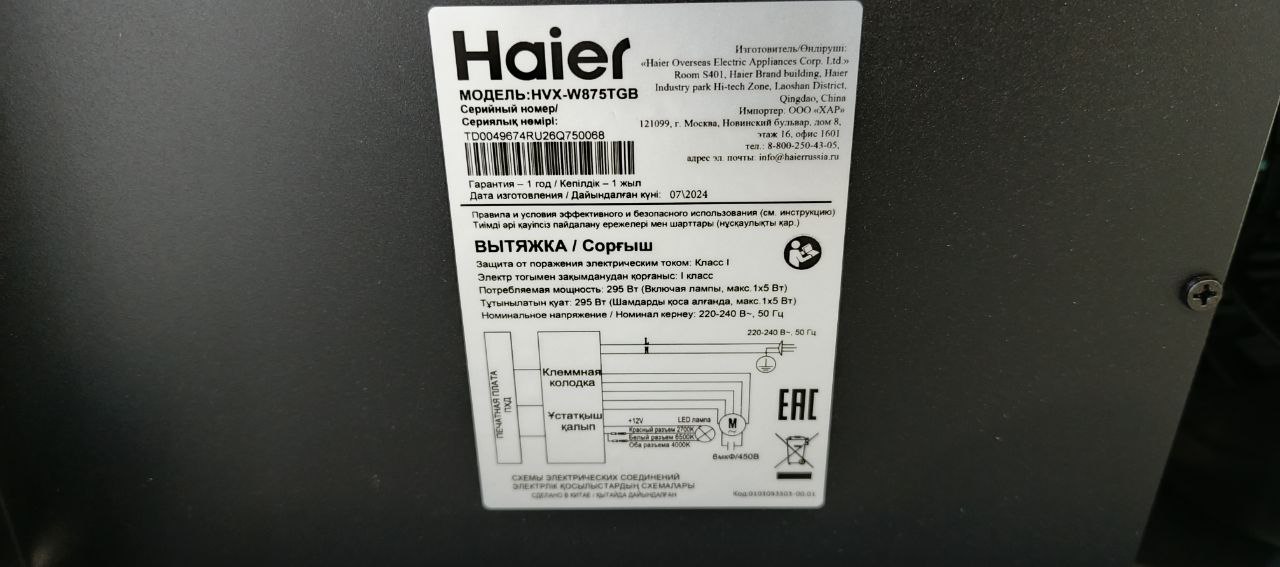 Haier
МОДЕЛЬ:HVX-W875TGB
Серийный номер/
Сериялық нөмірі:
TD0049674RU26Q750068
Гарантия – 1 год / Кепілдік – 1 жыл
Дата изготовления / Дайындалған күні: 07\2024
Изготовитель/Өндіруші:
«Haier Overseas Electric Appliances Corp. Ltd.»
Room S401, Haier Brand building, Haier
Industry park Hi-tech Zone, Laoshan District,
Qingdao, China
Импортер: ООО «ХАР»
121099, г. Москва, Новинский бульвар, дом 8,
этаж 16, офис 1601
тел.: 8-800-250-43-05,
адрес эл. почты: info@haierrussia.ru
Правила и условия эффективного и безопасного использования (см. инструкцию)
Тиімді әрі қауіпсіз пайдалану ережелері мен шарттары (нұсқаулықты қар.)
ВЫТЯЖКА / Сорғыш
Защита от поражения электрическим током: Класс I
Электр тогымен зақымданудан қорғаныс: I класс
Потребляемая мощность: 295 Вт (Включая лампы, макс.1x5 Вт)
Тұтынылатын қуат: 295 Вт (Шамдарды қоса алғанда, макс.1x5 Вт)
Номинальное напряжение / Номинал кернеу: 220-240 В~, 50 Гц
220-240 В~, 50 Гц
L
N
ПЕЧАТНАЯ ПЛАТА
ПХД
Клеммная
колодка
Ұстатқыш
қалып
+12V LED лампа
Красный разъем 2700K
Белый разъем 6500K
Оба разъема 4000K
M
~
6мкФ/450В
EAC
СХЕМЫ ЭЛЕКТРИЧЕСКИХ СОЕДИНЕНИЙ
ЭЛЕКТРЛІК ҚОСЫЛЫСТАРДЫҢ СХЕМАЛАРЫ
СДЕЛАНО В КИТАЕ / ҚЫТАЙДА ДАЙЫНДАЛҒАН
Код:0103093503-00.01